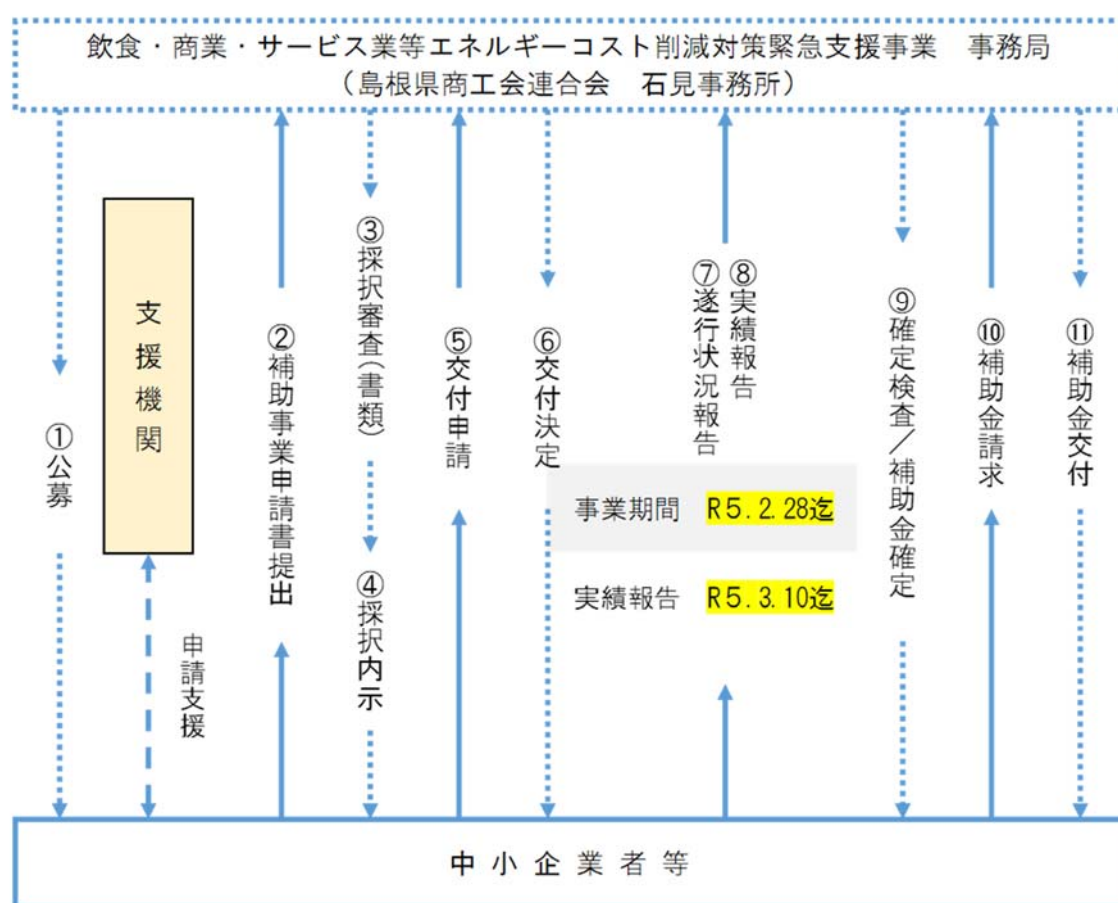 飲食・商業・サービス業等エネルギーコスト削減対策緊急支援事業　事務局
（島根県商工会連合会　石見事務所）
①公募
支援機関
申請支援
②補助事業申請書提出
③採択審査（書類）
④採択内示
⑤交付申請
⑥交付決定
⑦遂行状況報告
⑧実績報告
事業期間　R５.２.28迄
実績報告　R５.３.10迄
⑨確定検査／補助金確定
⑩補助金請求
⑪補助金交付
中小企業者等